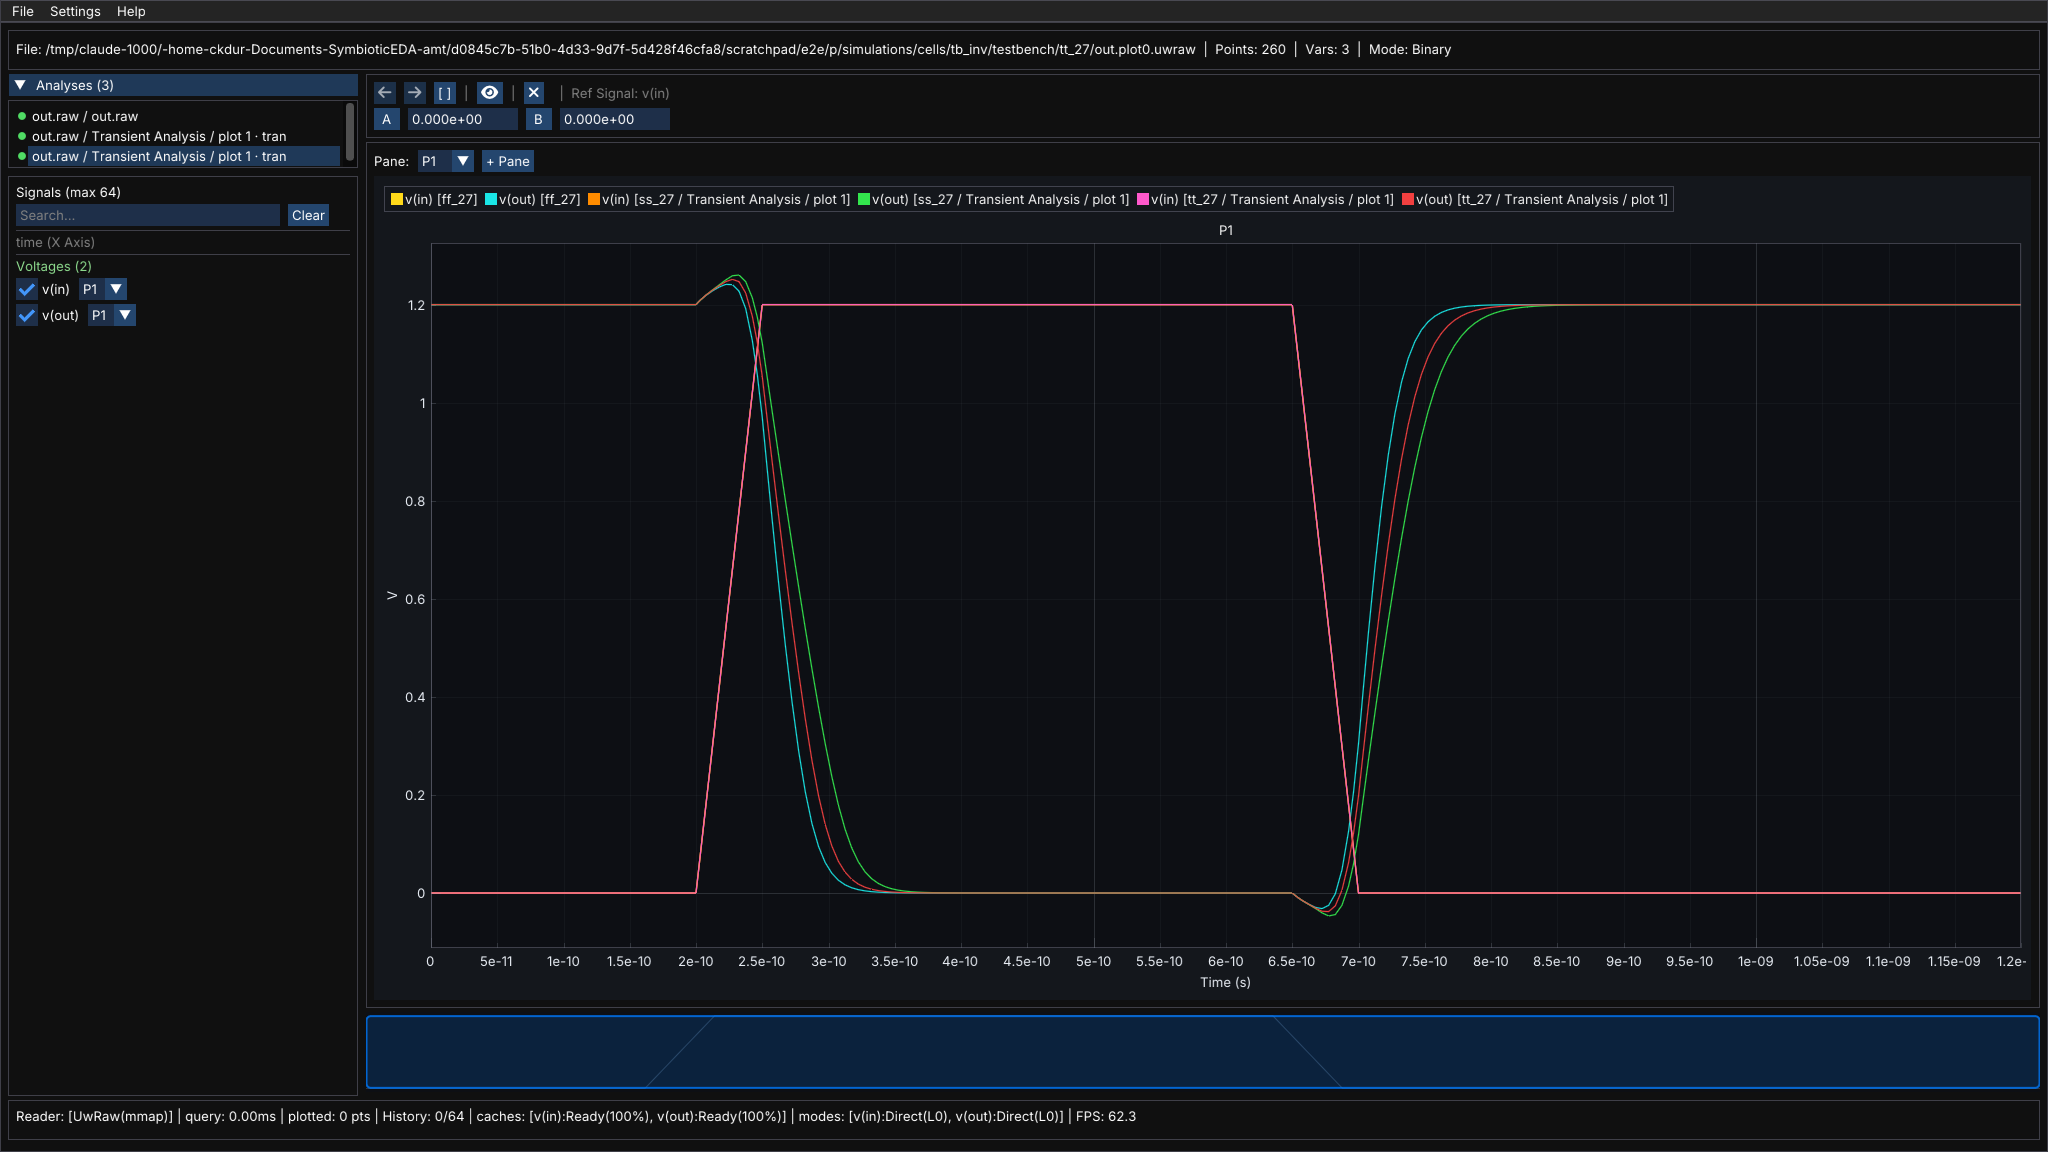 File Settings Help
File: /tmp/claude-1000/-home-ckdur-Documents-SymbioticEDA-amt/d0845c7b-51b0-4d33-9d7f-5d428f46cfa8/scratchpad/e2e/p/simulations/cells/tb_inv/testbench/tt_27/out.plot0.uwraw | Points: 260 | Vars: 3 | Mode: Binary
Analyses (3)
out.raw / out.raw
out.raw / Transient Analysis / plot 1 · tran
out.raw / Transient Analysis / plot 1 · tran
Signals (max 64)
Search...
Clear
time (X Axis)
Voltages (2)
v(in) P1
v(out) P1
[ ] | | | Ref Signal: v(in)
A 0.000e+00 B 0.000e+00
Pane: P1 + Pane
v(in) [ff_27] v(out) [ff_27] v(in) [ss_27 / Transient Analysis / plot 1] v(out) [ss_27 / Transient Analysis / plot 1] v(in) [tt_27 / Transient Analysis / plot 1] v(out) [tt_27 / Transient Analysis / plot 1]
P1
1.2
1
0.8
V
0.6
0.4
0.2
0
0 5e-11 1e-10 1.5e-10 2e-10 2.5e-10 3e-10 3.5e-10 4e-10 4.5e-10 5e-10 5.5e-10 6e-10 6.5e-10 7e-10 7.5e-10 8e-10 8.5e-10 9e-10 9.5e-10 1e-09 1.05e-09 1.1e-09 1.15e-09 1.2e-
Time (s)
Reader: [UwRaw(mmap)] | query: 0.00ms | plotted: 0 pts | History: 0/64 | caches: [v(in):Ready(100%), v(out):Ready(100%)] | modes: [v(in):Direct(L0), v(out):Direct(L0)] | FPS: 62.3